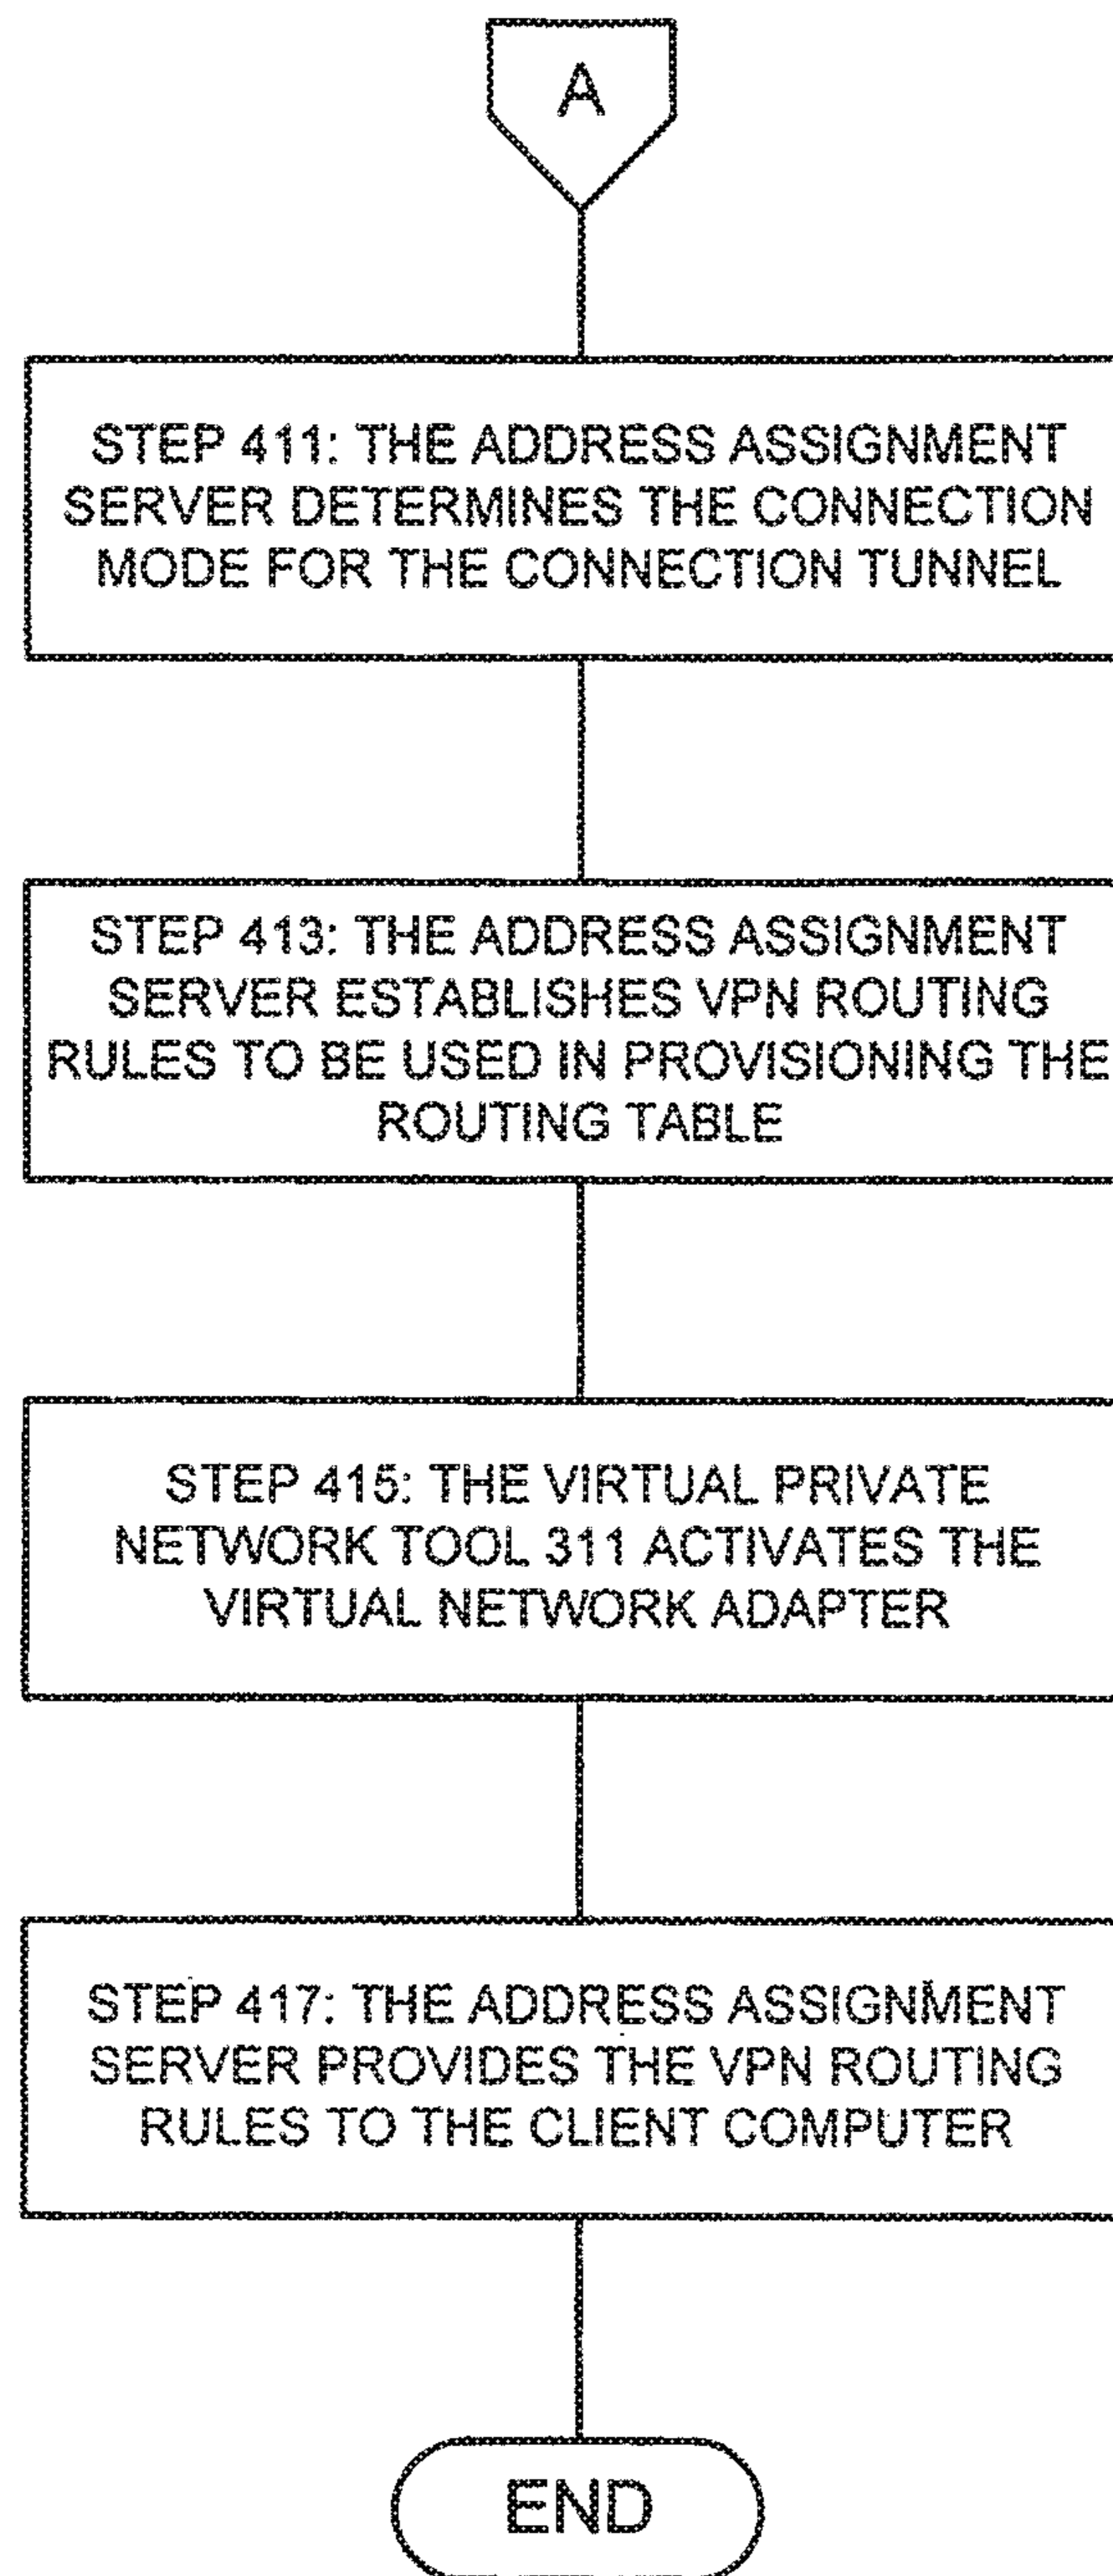 A
STEP 411: THE ADDRESS ASSIGNMENT
SERVER DETERMINES THE CONNECTION
MODE FOR THE CONNECTION TUNNEL
STEP 413: THE ADDRESS ASSIGNMENT
SERVER ESTABLISHES VPN ROUTING
RULES TO BE USED IN PROVISIONING THE
ROUTING TABLE
STEP 415: THE VIRTUAL PRIVATE
NETWORK TOOL 311 ACTIVATES THE
VIRTUAL NETWORK ADAPTER
STEP 417: THE ADDRESS ASSIGNMENT
SERVER PROVIDES THE VPN ROUTING
RULES TO THE CLIENT COMPUTER
END